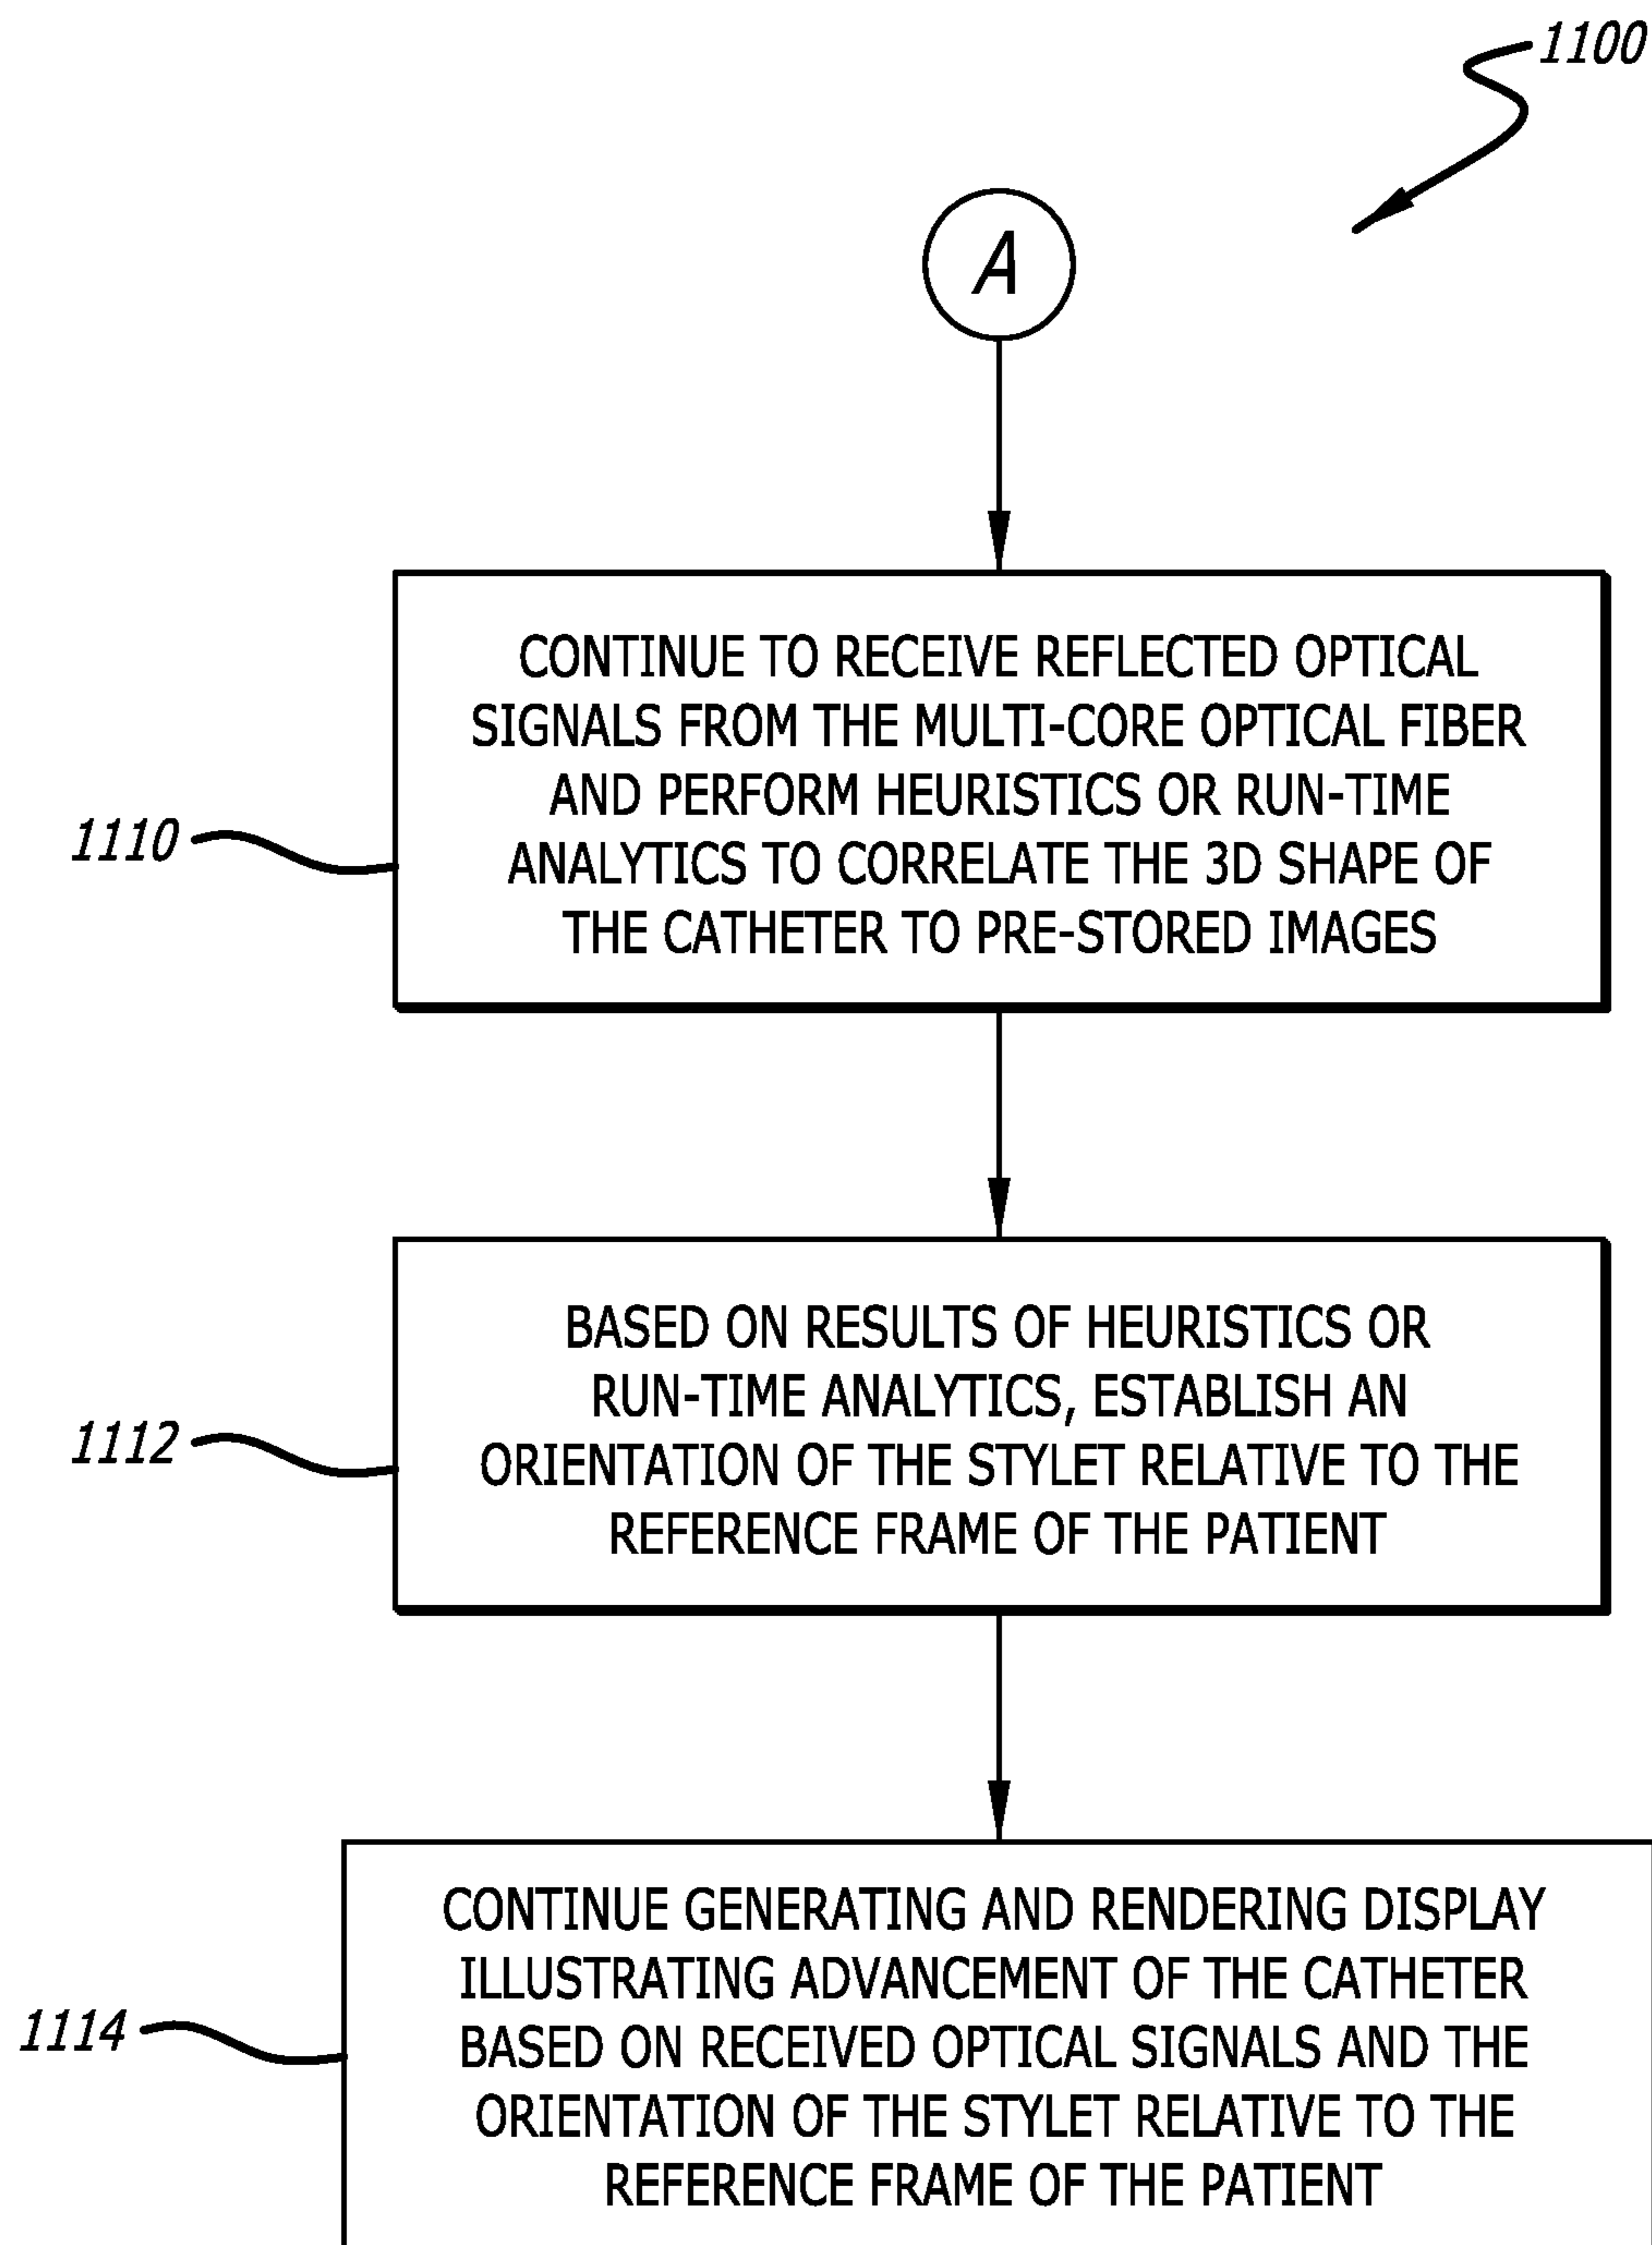 1100
A
CONTINUE TO RECEIVE REFLECTED OPTICAL
SIGNALS FROM THE MULTI-CORE OPTICAL FIBER
AND PERFORM HEURISTICS OR RUN-TIME
ANALYTICS TO CORRELATE THE 3D SHAPE OF
THE CATHETER TO PRE-STORED IMAGES
1110
BASED ON RESULTS OF HEURISTICS OR
RUN-TIME ANALYTICS, ESTABLISH AN
ORIENTATION OF THE STYLET RELATIVE TO THE
REFERENCE FRAME OF THE PATIENT
1112
CONTINUE GENERATING AND RENDERING DISPLAY
ILLUSTRATING ADVANCEMENT OF THE CATHETER
BASED ON RECEIVED OPTICAL SIGNALS AND THE
ORIENTATION OF THE STYLET RELATIVE TO THE
REFERENCE FRAME OF THE PATIENT
1114